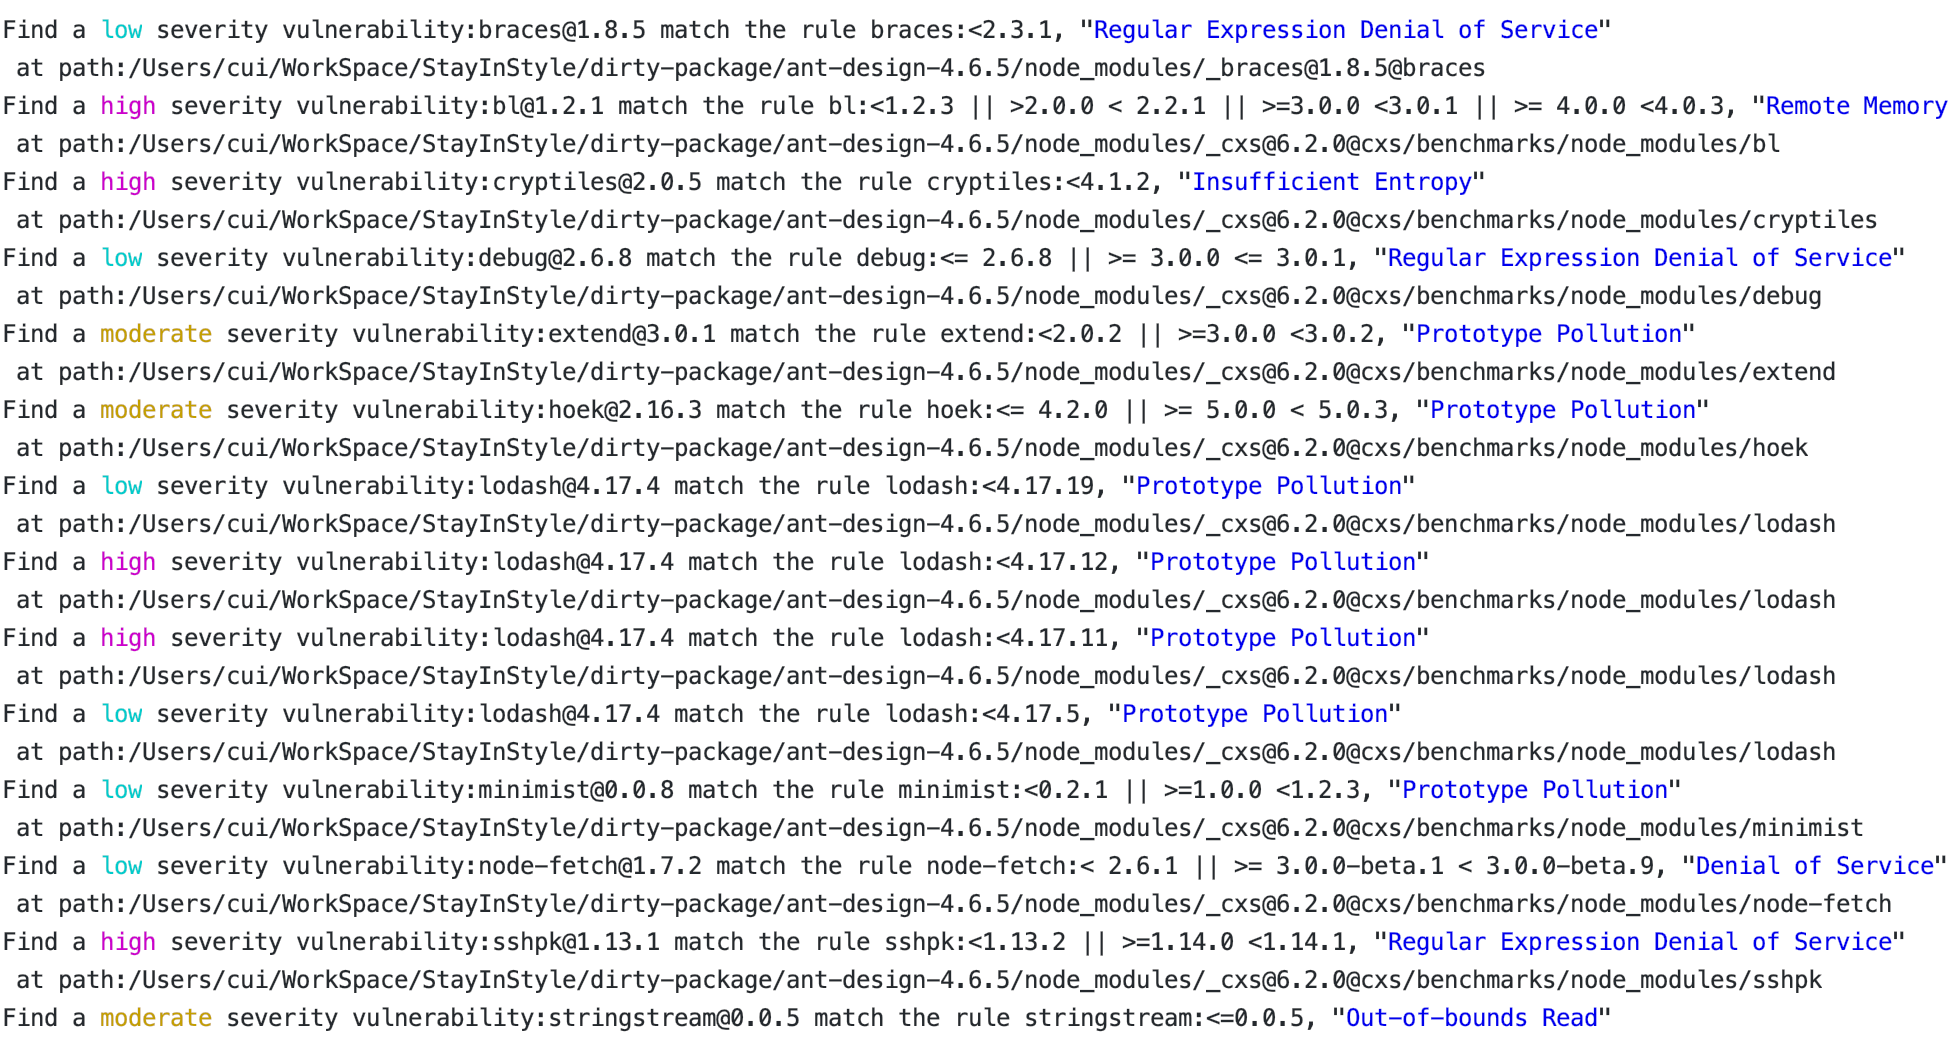 Find a low severity vulnerability:braces@1.8.5 match the rule braces:<2.3.1, "Regular Expression Denial of Service"
 at path:/Users/cui/WorkSpace/StayInStyle/dirty-package/ant-design-4.6.5/node_modules/_braces@1.8.5@braces
Find a high severity vulnerability:bl@1.2.1 match the rule bl:<1.2.3 || >2.0.0 < 2.2.1 || >=3.0.0 <3.0.1 || >= 4.0.0 <4.0.3, "Remote Memory
 at path:/Users/cui/WorkSpace/StayInStyle/dirty-package/ant-design-4.6.5/node_modules/_cxs@6.2.0@cxs/benchmarks/node_modules/bl
Find a high severity vulnerability:cryptiles@2.0.5 match the rule cryptiles:<4.1.2, "Insufficient Entropy"
 at path:/Users/cui/WorkSpace/StayInStyle/dirty-package/ant-design-4.6.5/node_modules/_cxs@6.2.0@cxs/benchmarks/node_modules/cryptiles
Find a low severity vulnerability:debug@2.6.8 match the rule debug:<= 2.6.8 || >= 3.0.0 <= 3.0.1, "Regular Expression Denial of Service"
 at path:/Users/cui/WorkSpace/StayInStyle/dirty-package/ant-design-4.6.5/node_modules/_cxs@6.2.0@cxs/benchmarks/node_modules/debug
Find a moderate severity vulnerability:extend@3.0.1 match the rule extend:<2.0.2 || >=3.0.0 <3.0.2, "Prototype Pollution"
 at path:/Users/cui/WorkSpace/StayInStyle/dirty-package/ant-design-4.6.5/node_modules/_cxs@6.2.0@cxs/benchmarks/node_modules/extend
Find a moderate severity vulnerability:hoek@2.16.3 match the rule hoek:<= 4.2.0 || >= 5.0.0 < 5.0.3, "Prototype Pollution"
 at path:/Users/cui/WorkSpace/StayInStyle/dirty-package/ant-design-4.6.5/node_modules/_cxs@6.2.0@cxs/benchmarks/node_modules/hoek
Find a low severity vulnerability:lodash@4.17.4 match the rule lodash:<4.17.19, "Prototype Pollution"
 at path:/Users/cui/WorkSpace/StayInStyle/dirty-package/ant-design-4.6.5/node_modules/_cxs@6.2.0@cxs/benchmarks/node_modules/lodash
Find a high severity vulnerability:lodash@4.17.4 match the rule lodash:<4.17.12, "Prototype Pollution"
 at path:/Users/cui/WorkSpace/StayInStyle/dirty-package/ant-design-4.6.5/node_modules/_cxs@6.2.0@cxs/benchmarks/node_modules/lodash
Find a high severity vulnerability:lodash@4.17.4 match the rule lodash:<4.17.11, "Prototype Pollution"
 at path:/Users/cui/WorkSpace/StayInStyle/dirty-package/ant-design-4.6.5/node_modules/_cxs@6.2.0@cxs/benchmarks/node_modules/lodash
Find a low severity vulnerability:lodash@4.17.4 match the rule lodash:<4.17.5, "Prototype Pollution"
 at path:/Users/cui/WorkSpace/StayInStyle/dirty-package/ant-design-4.6.5/node_modules/_cxs@6.2.0@cxs/benchmarks/node_modules/lodash
Find a low severity vulnerability:minimist@0.0.8 match the rule minimist:<0.2.1 || >=1.0.0 <1.2.3, "Prototype Pollution"
 at path:/Users/cui/WorkSpace/StayInStyle/dirty-package/ant-design-4.6.5/node_modules/_cxs@6.2.0@cxs/benchmarks/node_modules/minimist
Find a low severity vulnerability:node-fetch@1.7.2 match the rule node-fetch:< 2.6.1 || >= 3.0.0-beta.1 < 3.0.0-beta.9, "Denial of Service"
 at path:/Users/cui/WorkSpace/StayInStyle/dirty-package/ant-design-4.6.5/node_modules/_cxs@6.2.0@cxs/benchmarks/node_modules/node-fetch
Find a high severity vulnerability:sshpk@1.13.1 match the rule sshpk:<1.13.2 || >=1.14.0 <1.14.1, "Regular Expression Denial of Service"
 at path:/Users/cui/WorkSpace/StayInStyle/dirty-package/ant-design-4.6.5/node_modules/_cxs@6.2.0@cxs/benchmarks/node_modules/sshpk
Find a moderate severity vulnerability:stringstream@0.0.5 match the rule stringstream:<=0.0.5, "Out-of-bounds Read"